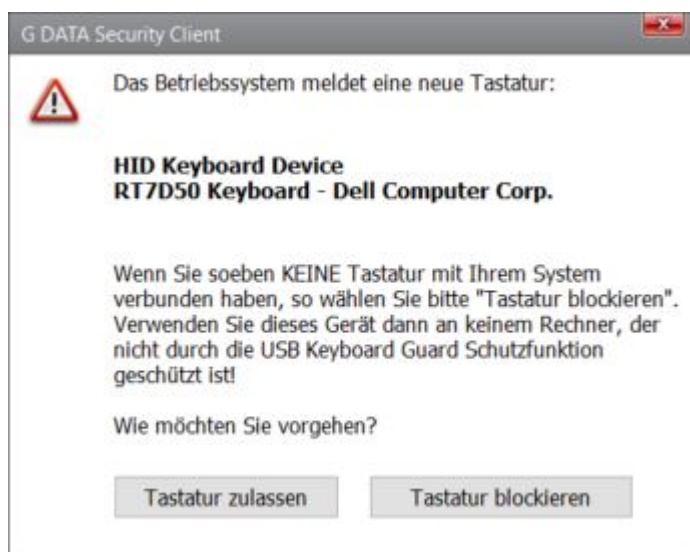 G DATA Security Client
Das Betriebssystem meldet eine neue Tastatur:
HID Keyboard Device
RT7D50 Keyboard - Dell Computer Corp.
Wenn Sie soeben KEINE Tastatur mit Ihrem System
verbunden haben, so wählen Sie bitte "Tastatur blockieren".
Verwenden Sie dieses Gerät dann an keinem Rechner, der
nicht durch die USB Keyboard Guard Schutzfunktion
geschützt ist!
Wie möchten Sie vorgehen?
Tastatur zulassen
Tastatur blockieren